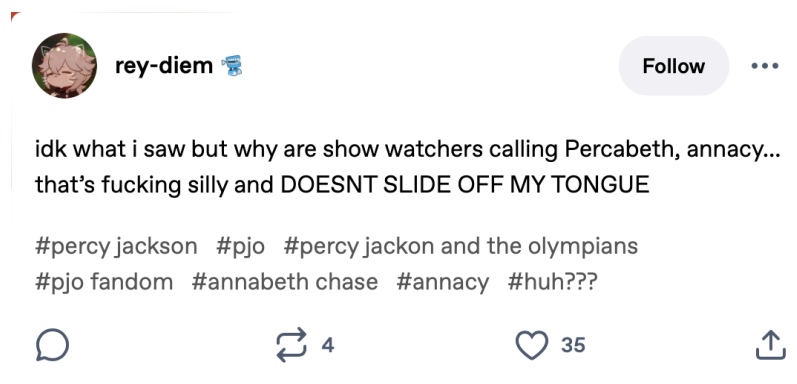 rey-diem
Follow
idk what i saw but why are show watchers calling Percabeth, annacy...
that's fucking silly and DOESNT SLIDE OFF MY TONGUE
#percy jackson #pjo #percy jackon and the olympians
#pjo fandom #annabeth chase #annacy #huh???
4
35